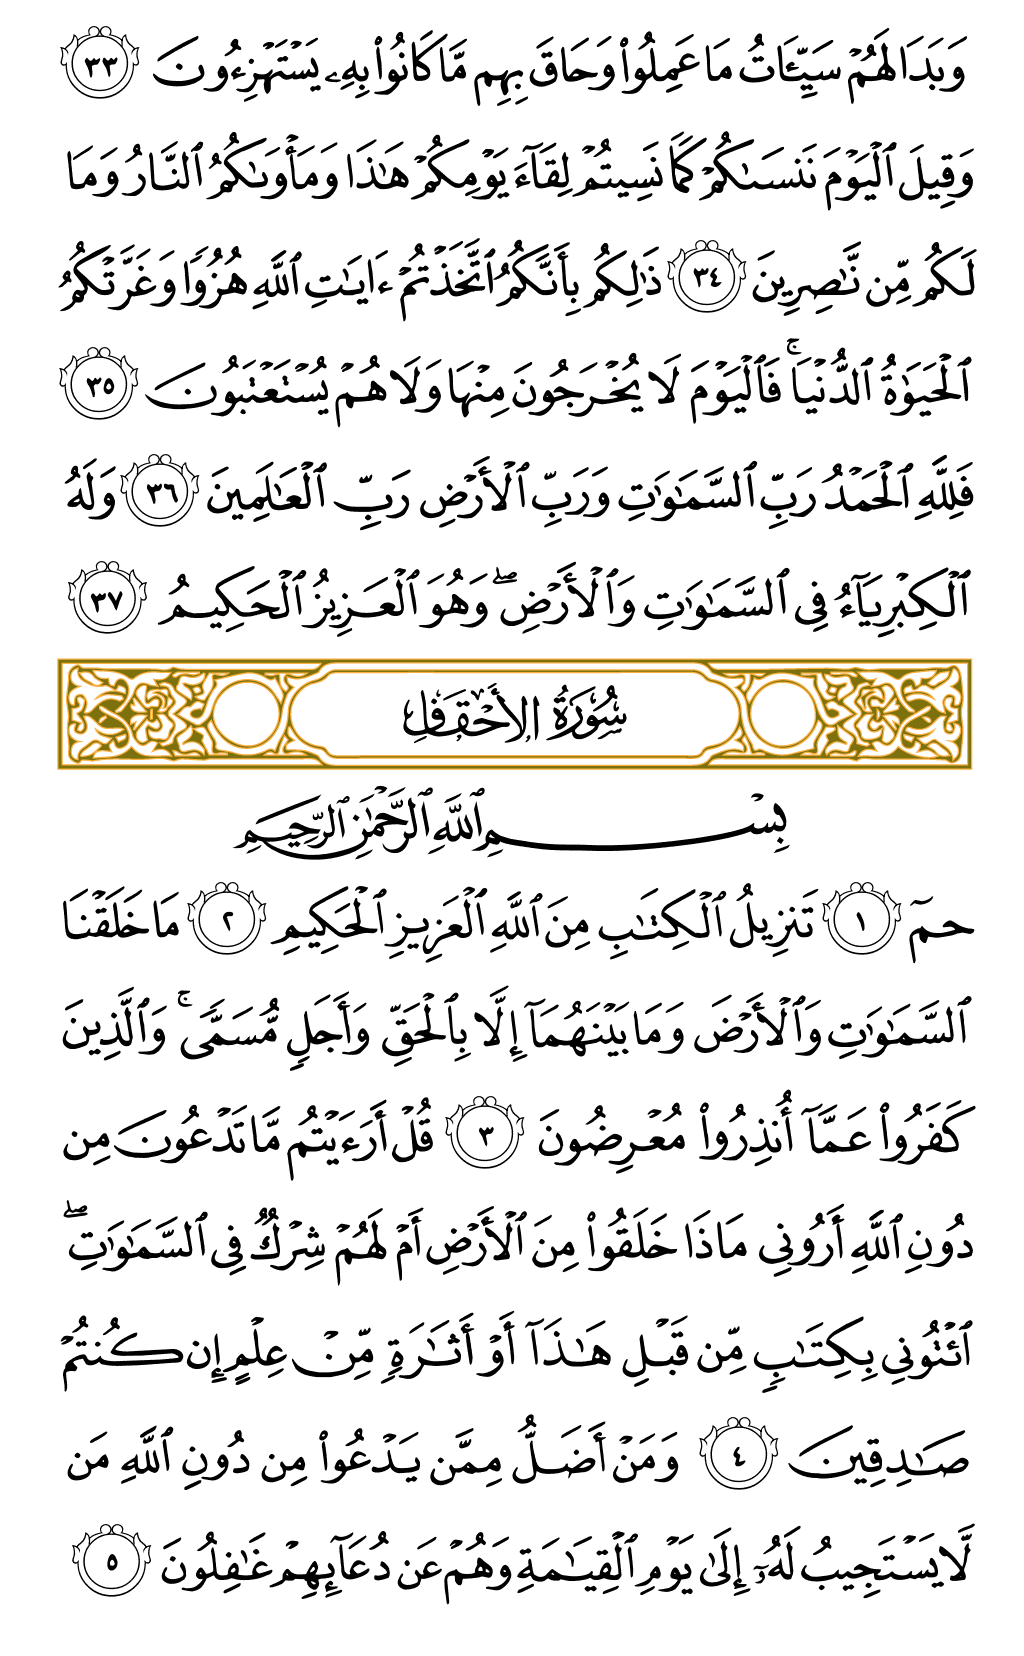 وَبَدَا لَهُمْ سَيِّـَٔاتُ مَا عَمِلُوا۟ وَحَاقَ بِهِم مَّا كَانُوا۟ بِهِۦ يَسْتَهْزِءُونَ ٣٣
وَقِيلَ ٱلْيَوْمَ نَنسَىٰكُمْ كَمَا نَسِيتُمْ لِقَآءَ يَوْمِكُمْ هَـٰذَا وَمَأْوَىٰكُمُ ٱلنَّارُ وَمَا
لَكُم مِّن نَّـٰصِرِينَ ٣٤ ذَٰلِكُم بِأَنَّكُمُ ٱتَّخَذْتُمْ ءَايَـٰتِ ٱللَّهِ هُزُوًا وَغَرَّتْكُمُ
ٱلْحَيَوٰةُ ٱلدُّنْيَا ۚ فَٱلْيَوْمَ لَا يُخْرَجُونَ مِنْهَا وَلَا هُمْ يُسْتَعْتَبُونَ ٣٥
فَلِلَّهِ ٱلْحَمْدُ رَبِّ ٱلسَّمَـٰوَٰتِ وَرَبِّ ٱلْأَرْضِ رَبِّ ٱلْعَـٰلَمِينَ ٣٦ وَلَهُ
ٱلْكِبْرِيَآءُ فِى ٱلسَّمَـٰوَٰتِ وَٱلْأَرْضِ ۖ وَهُوَ ٱلْعَزِيزُ ٱلْحَكِيمُ ٣٧
سُورَةُ الأَحْقَافِ
بِسْمِ ٱللَّهِ ٱلرَّحْمَـٰنِ ٱلرَّحِيمِ
حمٓ ١ تَنزِيلُ ٱلْكِتَـٰبِ مِنَ ٱللَّهِ ٱلْعَزِيزِ ٱلْحَكِيمِ ٢ مَا خَلَقْنَا
ٱلسَّمَـٰوَٰتِ وَٱلْأَرْضَ وَمَا بَيْنَهُمَآ إِلَّا بِٱلْحَقِّ وَأَجَلٍ مُّسَمًّى ۚ وَٱلَّذِينَ
كَفَرُوا۟ عَمَّآ أُنذِرُوا۟ مُعْرِضُونَ ٣ قُلْ أَرَءَيْتُم مَّا تَدْعُونَ مِن
دُونِ ٱللَّهِ أَرُونِى مَاذَا خَلَقُوا۟ مِنَ ٱلْأَرْضِ أَمْ لَهُمْ شِرْكٌ فِى ٱلسَّمَـٰوَٰتِ ۖ
ٱئْتُونِى بِكِتَـٰبٍ مِّن قَبْلِ هَـٰذَآ أَوْ أَثَـٰرَةٍ مِّنْ عِلْمٍ إِن كُنتُمْ
صَـٰدِقِينَ ٤ وَمَنْ أَضَلُّ مِمَّن يَدْعُوا۟ مِن دُونِ ٱللَّهِ مَن
لَّا يَسْتَجِيبُ لَهُۥٓ إِلَىٰ يَوْمِ ٱلْقِيَـٰمَةِ وَهُمْ عَن دُعَآئِهِمْ غَـٰفِلُونَ ٥